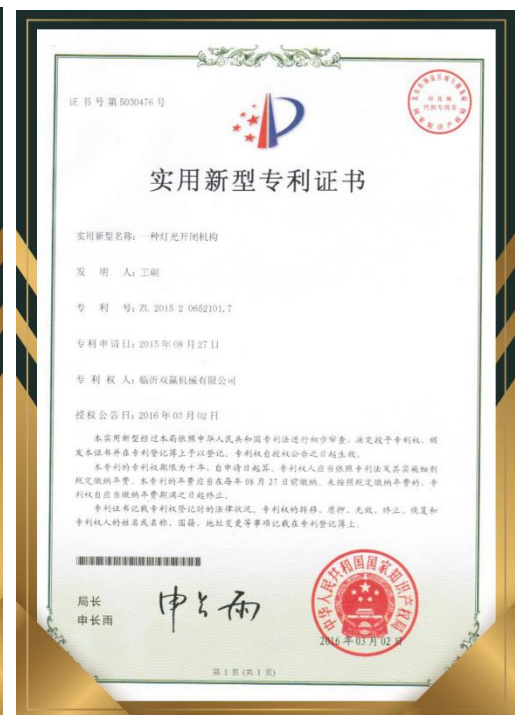 证书号第5030476号
实用新型专利证书
实用新型名称：一种灯光开闭机构
发 明 人：王朝
专 利 号：ZL 2015 2 0652101.7
专利申请日：2015年08月27日
专 利 权 人：临沂双赢机械有限公司
授权公告日：2016年03月02日
本实用新型经过本局依照中华人民共和国专利法进行初步审查，决定授予专利权，颁
发本证书并在专利登记簿上予以登记。专利权自授权公告之日起生效。
本专利的专利权期限为十年，自申请日起算。专利权人应当依照专利法及其实施细则
规定缴纳年费。本专利的年费应当在每年08月27日前缴纳。未按照规定缴纳年费的，专
利权自应当缴纳年费期满之日起终止。
专利证书记载专利权登记时的法律状况。专利权的转移、质押、无效、终止、恢复和
专利权人的姓名或名称、国籍、地址变更等事项记载在专利登记簿上。
局长
申长雨
申长雨
中华人民共和国国家知识产权局
2016年03月02日
第1页(共1页)